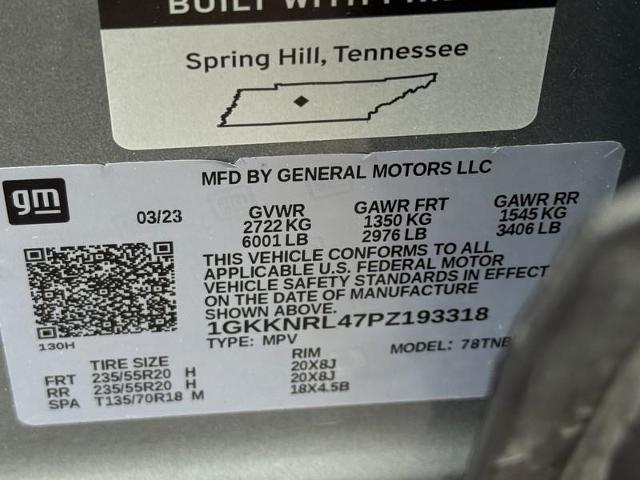 BUILT WITH PRIDE
Spring Hill, Tennessee
MFD BY GENERAL MOTORS LLC
gm
03/23 GVWR GAWR FRT GAWR RR
2722 KG 1350 KG 1545 KG
6001 LB 2976 LB 3406 LB
THIS VEHICLE CONFORMS TO ALL
APPLICABLE U.S. FEDERAL MOTOR
VEHICLE SAFETY STANDARDS IN EFFECT
ON THE DATE OF MANUFACTURE
SHOWN ABOVE.
1GKKNRL47PZ193318
130H
TYPE: MPV MODEL: 78TNB
TIRE SIZE RIM
FRT 235/55R20 H 20X8J
RR 235/55R20 H 20X8J
SPA T135/70R18 M 18X4.5B